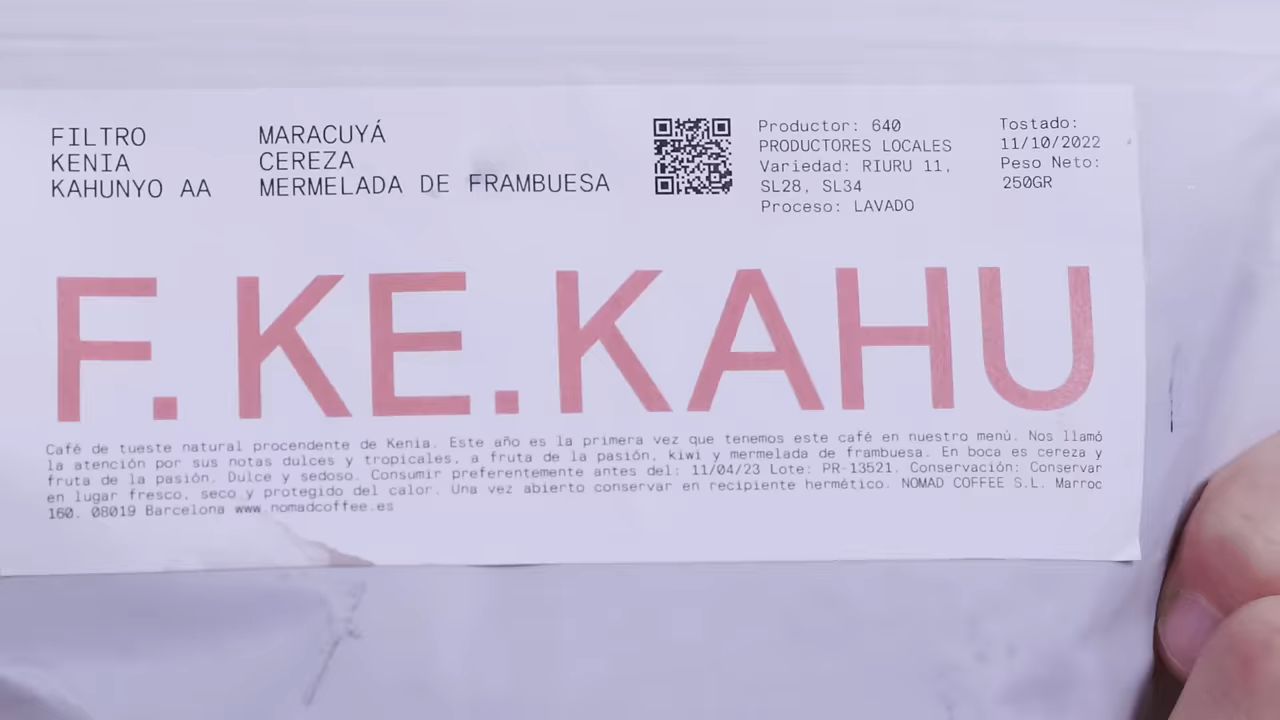 FILTRO
KENIA
KAHUNYO AA
MARACUYÁ
CEREZA
MERMELADA DE FRAMBUESA
Productor: 640
PRODUCTORES LOCALES
Variedad: RIURU 11,
SL28, SL34
Proceso: LAVADO
Tostado:
11/10/2022
Peso Neto:
250GR
F.KE.KAHU
Café de tueste natural procendente de Kenia. Este año es la primera vez que tenemos este café en nuestro menú. Nos llamó
la atención por sus notas dulces y tropicales, a fruta de la pasión, kiwi y mermelada de frambuesa. En boca es cereza y
fruta de la pasión. Dulce y sedoso. Consumir preferentemente antes del: 11/04/23 Lote: PR-13521. Conservación: Conservar
en lugar fresco, seco y protegido del calor. Una vez abierto conservar en recipiente hermético. NOMAD COFFEE S.L. Marroc
160. 08019 Barcelona www.nomadcoffee.es